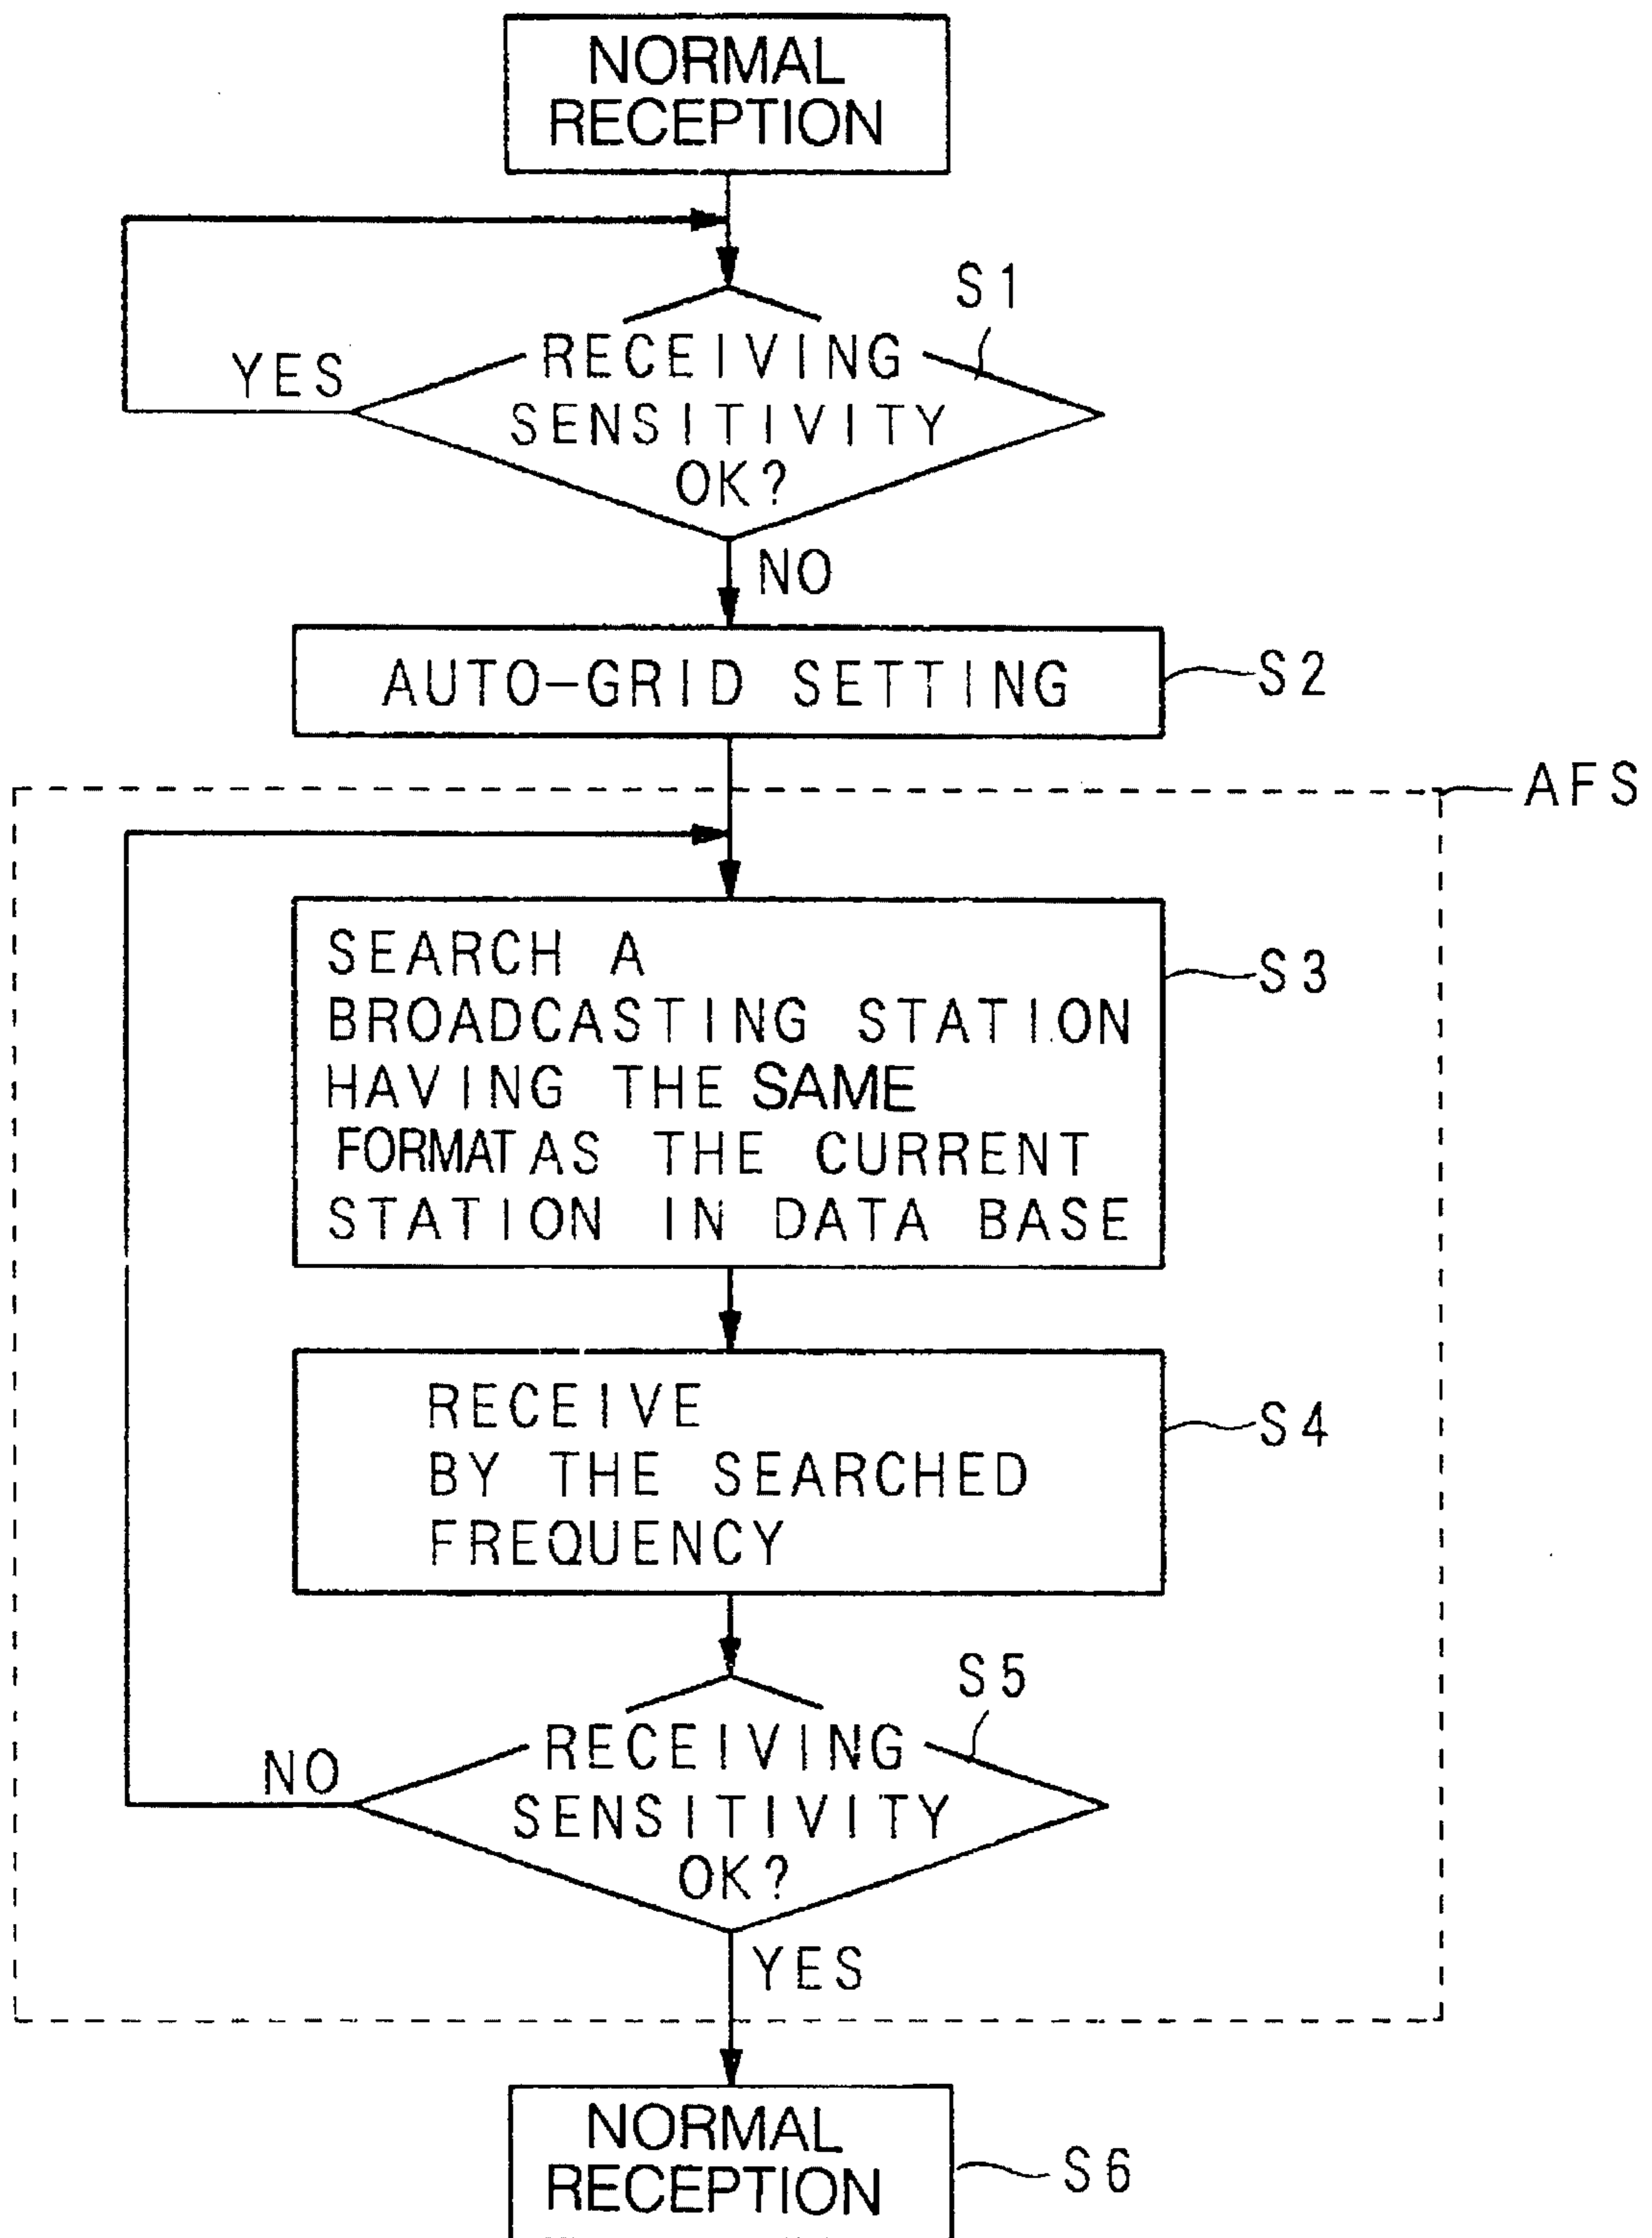 NORMAL
RECEPTION
S1
YES
RECEIVING
SENSITIVITY
OK?
NO
AUTO-GRID SETTING
S2
AFS
SEARCH A
BROADCASTING STATION
HAVING THE SAME
FORMAT AS THE CURRENT
STATION IN DATA BASE
S3
RECEIVE
BY THE SEARCHED
FREQUENCY
S4
S5
NO
RECEIVING
SENSITIVITY
OK?
YES
NORMAL
RECEPTION
S6